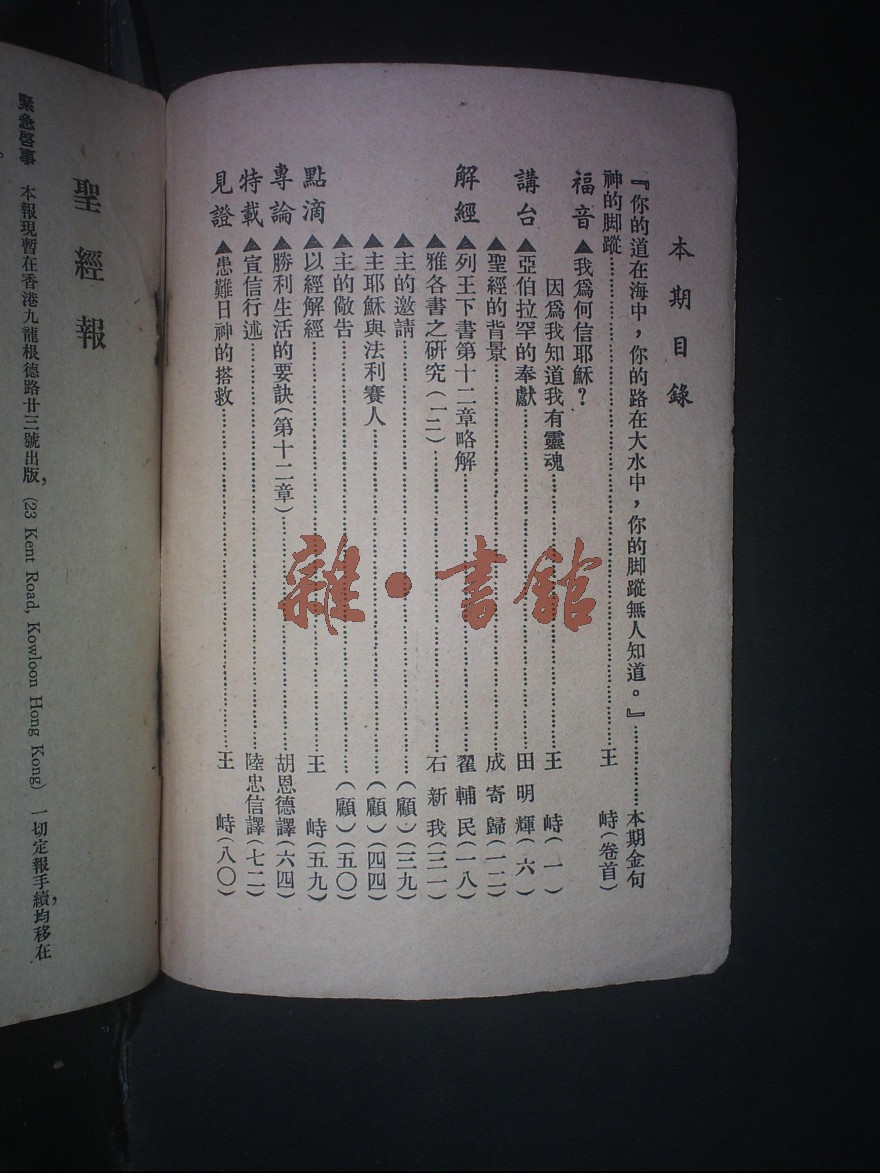 本期目錄
『你的道在海中，你的路在大水中，你的脚蹤無人知道。』…………本期金句
神的脚蹤…………王　峙（卷首）
福音▲我爲何信耶穌？
因爲我知道我有靈魂…………王　峙（一）
講台▲亞伯拉罕的奉獻…………田明輝（六）
▲聖經的背景…………成寄歸（一二）
解經▲列王下書第十二章略解…………翟輔民（一八）
▲雅各書之硏究（一二）…………石新我（三一）
▲主的邀請…………（顧）（三九）
▲主耶穌與法利賽人…………（顧）（四四）
▲主的儆告…………（顧）（五〇）
點滴▲以經解經…………王　峙（五九）
專論▲勝利生活的要訣（第十二章）…………胡恩德譯（六四）
特載▲宣信行述…………陸忠信譯（七二）
見證▲患難日神的搭救…………王　峙（八〇）
聖經報
緊急啓事　本報現暫在香港九龍根德路廿三號出版，（23 Kent Road, Kowloon Hong Kong）一切定報手續均移在
雜·書館